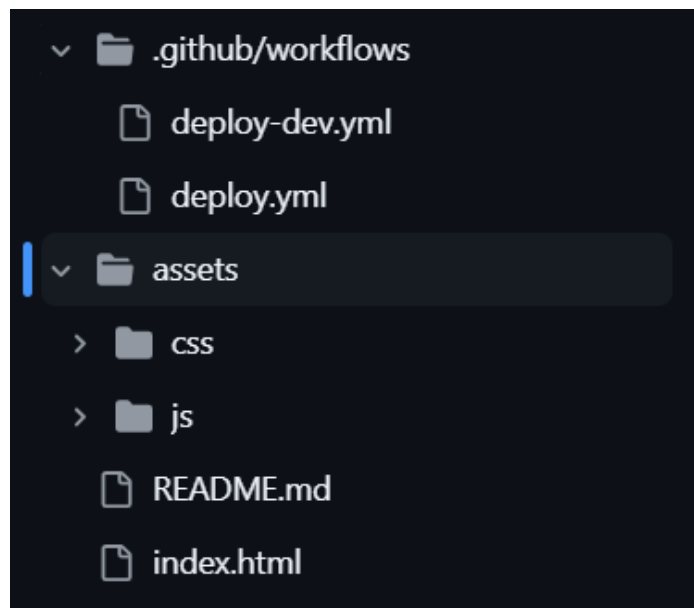 .github/workflows
deploy-dev.yml
deploy.yml
assets
css
js
README.md
index.html